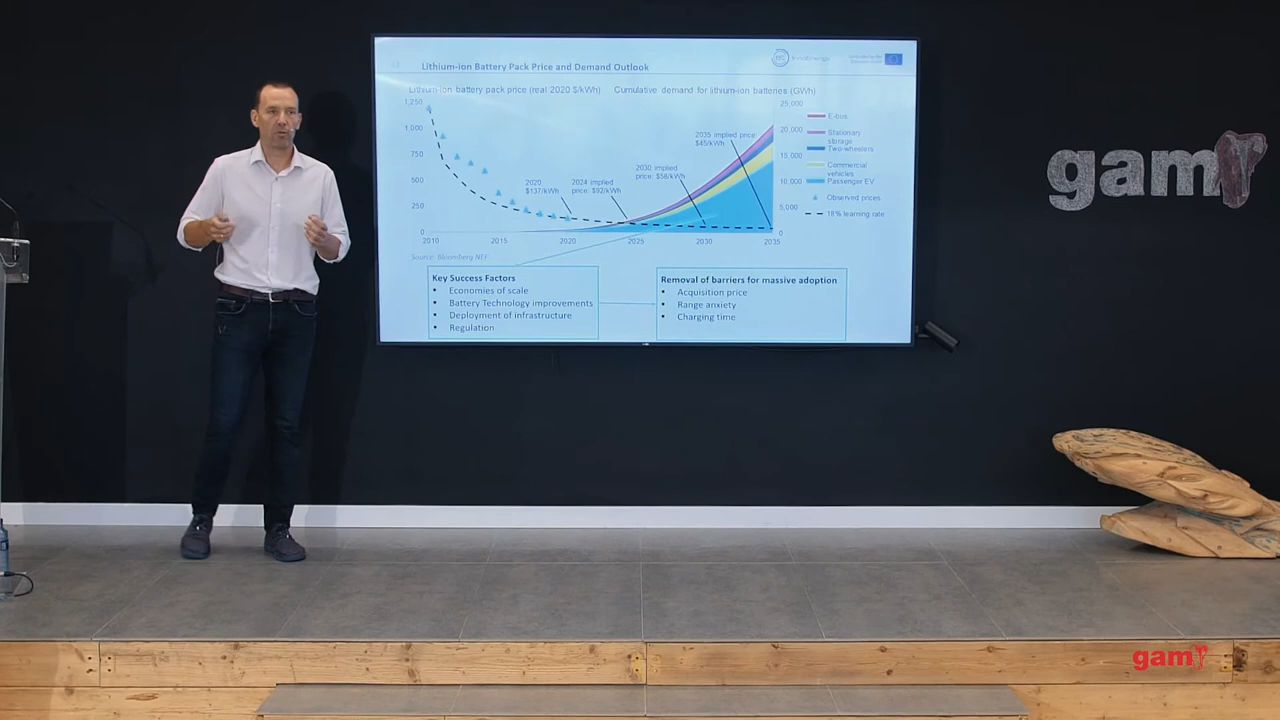 Lithium-ion Battery Pack Price and Demand Outlook
InnoEnergy
Lithium-ion battery pack price (real 2020 $/kWh)
Cumulative demand for lithium-ion batteries (GWh)
1,250
1,000
750
500
250
0
2010
2015
2020
2025
2030
2035
25,000
20,000
15,000
10,000
5,000
0
2020:
$137/kWh
2024 implied
price: $92/kWh
2030 implied
price: $58/kWh
2035 implied price:
$45/kWh
E-bus
Stationary
storage
Two-wheelers
Commercial
vehicles
Passenger EV
Observed prices
18% learning rate
Source: Bloomberg NEF
Key Success Factors
• Economies of scale
• Battery Technology improvements
• Deployment of infrastructure
• Regulation
Removal of barriers for massive adoption
• Acquisition price
• Range anxiety
• Charging time
gam
gam